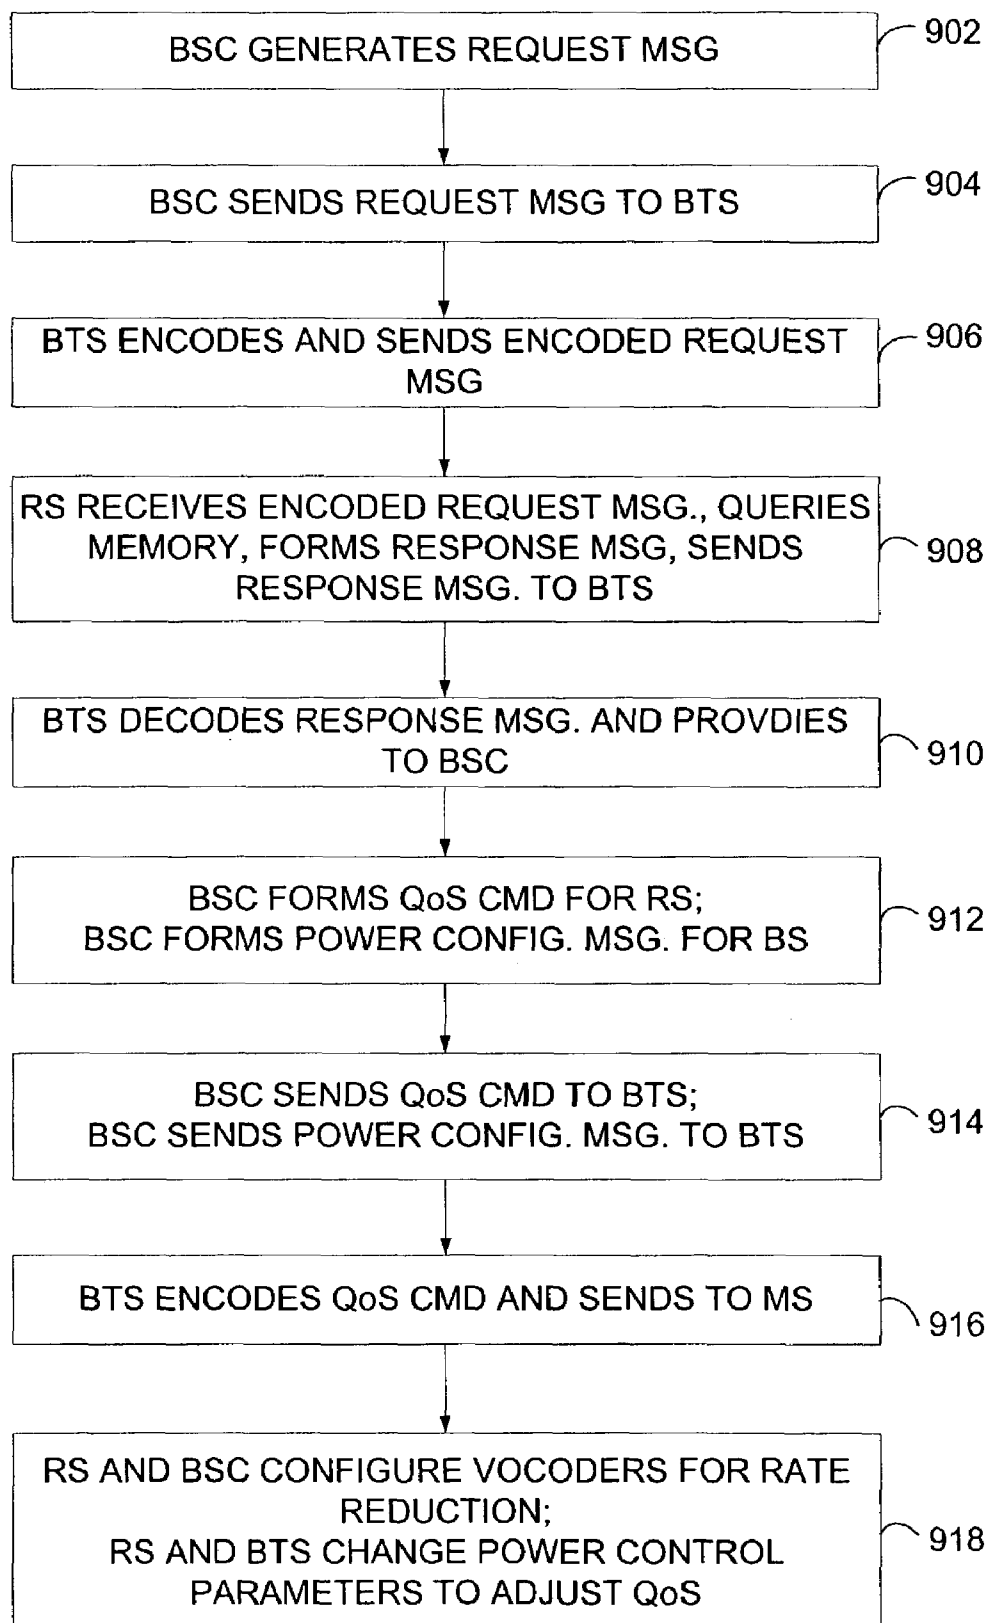 BSC GENERATES REQUEST MSG
902
BSC SENDS REQUEST MSG TO BTS
904
BTS ENCODES AND SENDS ENCODED REQUEST
MSG
906
RS RECEIVES ENCODED REQUEST MSG., QUERIES
MEMORY, FORMS RESPONSE MSG, SENDS
RESPONSE MSG. TO BTS
908
BTS DECODES RESPONSE MSG. AND PROVDIES
TO BSC
910
BSC FORMS QoS CMD FOR RS;
BSC FORMS POWER CONFIG. MSG. FOR BS
912
BSC SENDS QoS CMD TO BTS;
BSC SENDS POWER CONFIG. MSG. TO BTS
914
BTS ENCODES QoS CMD AND SENDS TO MS
916
RS AND BSC CONFIGURE VOCODERS FOR RATE
REDUCTION;
RS AND BTS CHANGE POWER CONTROL
PARAMETERS TO ADJUST QoS
918